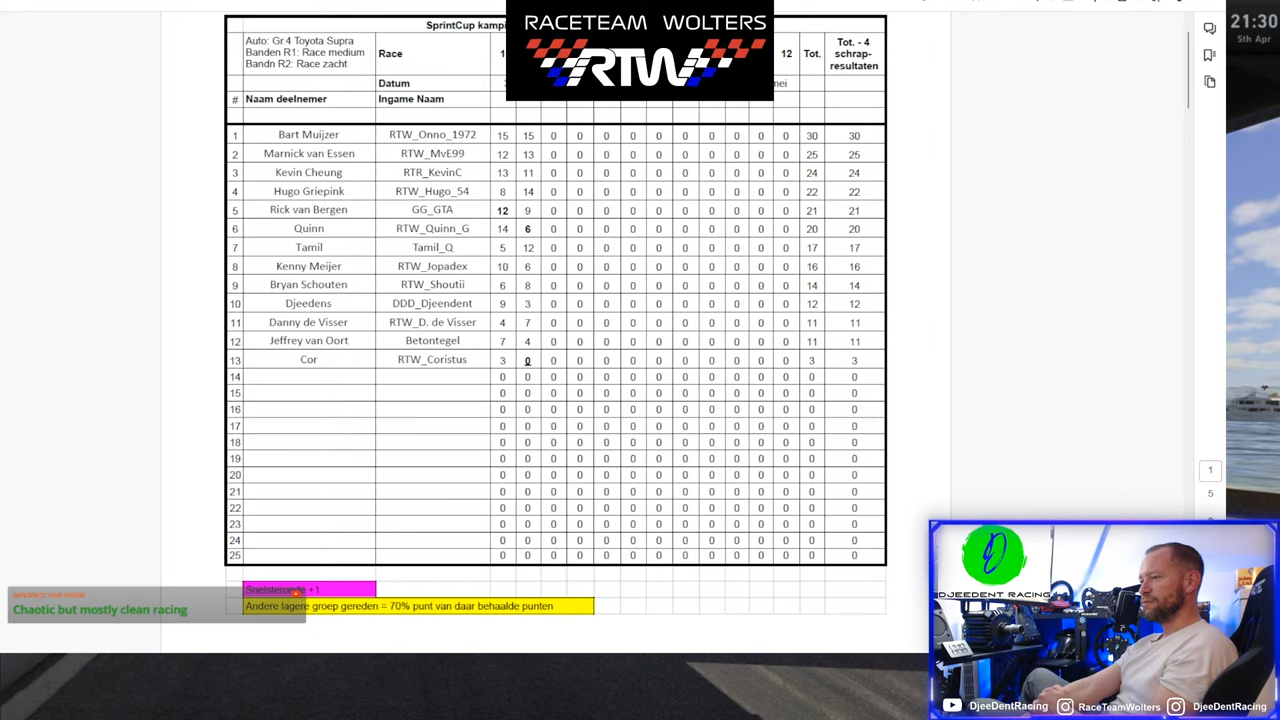 RACETEAM WOLTERS
RTW
21:30
5th Apr
SprintCup
Auto: Gr.4 Toyota Supra
Banden R1: Race medium
Bandn R2: Race zacht
Race 12 Tot. Tot. - 4 schrap-resultaten
Datum mei
# Naam deelnemer Ingame Naam
1 Bart Muijzer RTW_Onno_1972 15 15 0 0 0 0 0 0 0 0 0 0 30 30
2 Marnick van Essen RTW_MvE99 12 13 0 0 0 0 0 0 0 0 0 0 25 25
3 Kevin Cheung RTR_KevinC 13 11 0 0 0 0 0 0 0 0 0 0 24 24
4 Hugo Griepink RTW_Hugo_54 8 14 0 0 0 0 0 0 0 0 0 0 22 22
5 Rick van Bergen GG_GTA 12 9 0 0 0 0 0 0 0 0 0 0 21 21
6 Quinn RTW_Quinn_G 14 6 0 0 0 0 0 0 0 0 0 0 20 20
7 Tamil Tamil_Q 5 12 0 0 0 0 0 0 0 0 0 0 17 17
8 Kenny Meijer RTW_Jopadex 10 6 0 0 0 0 0 0 0 0 0 0 16 16
9 Bryan Schouten RTW_Shoutii 6 8 0 0 0 0 0 0 0 0 0 0 14 14
10 Djeedens DDD_Djeendent 9 3 0 0 0 0 0 0 0 0 0 0 12 12
11 Danny de Visser RTW_D. de Visser 4 7 0 0 0 0 0 0 0 0 0 0 11 11
12 Jeffrey van Oort Betontegel 7 4 0 0 0 0 0 0 0 0 0 0 11 11
13 Cor RTW_Coristus 3 0 0 0 0 0 0 0 0 0 0 0 3 3
14 0 0 0 0 0 0 0 0 0 0 0 0 0 0
15 0 0 0 0 0 0 0 0 0 0 0 0 0 0
16 0 0 0 0 0 0 0 0 0 0 0 0 0 0
17 0 0 0 0 0 0 0 0 0 0 0 0 0 0
18 0 0 0 0 0 0 0 0 0 0 0 0 0 0
19 0 0 0 0 0 0 0 0 0 0 0 0 0 0
20 0 0 0 0 0 0 0 0 0 0 0 0 0 0
21 0 0 0 0 0 0 0 0 0 0 0 0 0 0
22 0 0 0 0 0 0 0 0 0 0 0 0 0 0
23 0 0 0 0 0 0 0 0 0 0 0 0 0 0
24 0 0 0 0 0 0 0 0 0 0 0 0 0 0
25 0 0 0 0 0 0 0 0 0 0 0 0 0 0
1
5
Snelsteronde +1
Andere lagere groep gereden = 70% punt van daar behaalde punten
Chaotic but mostly clean racing
DJEEDENT RACING
DjeeDentRacing RaceTeamWolters DjeeDentRacing